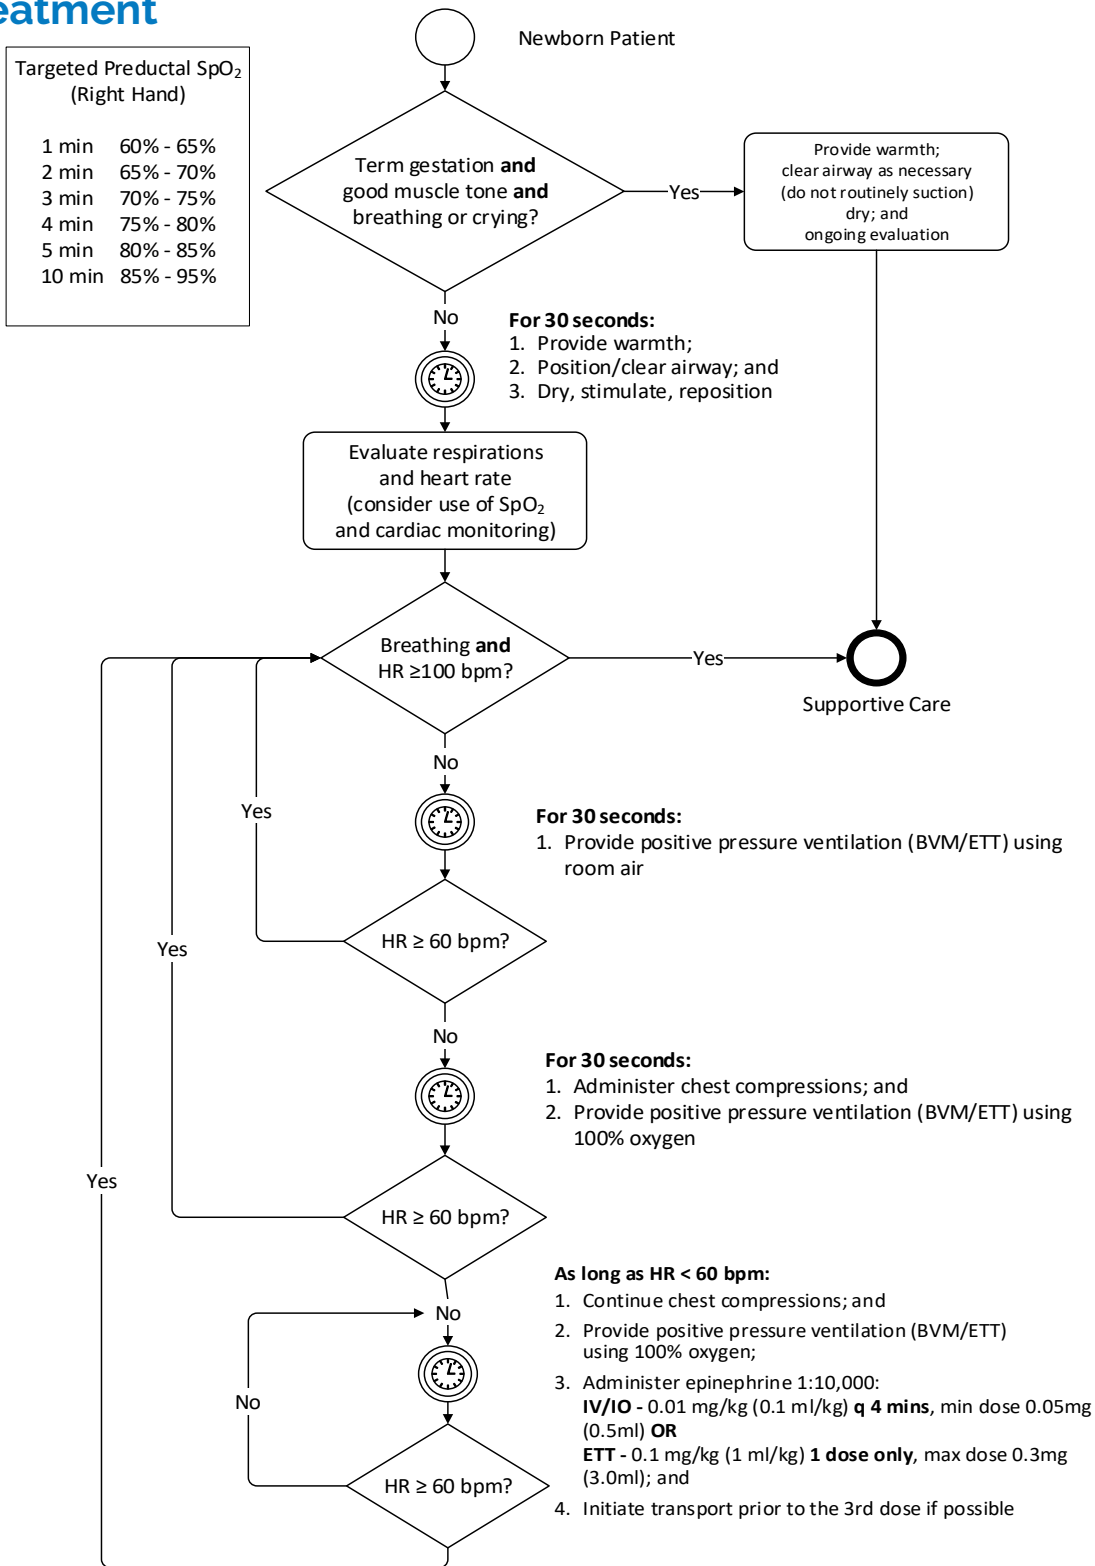 eatment
Newborn Patient
Targeted Preductal SpO₂
(Right Hand)
1 min 60% - 65%
2 min 65% - 70%
3 min 70% - 75%
4 min 75% - 80%
5 min 80% - 85%
10 min 85% - 95%
Term gestation and
good muscle tone and
breathing or crying?
Yes
Provide warmth;
clear airway as necessary
(do not routinely suction)
dry; and
ongoing evaluation
No
For 30 seconds:
1. Provide warmth;
2. Position/clear airway; and
3. Dry, stimulate, reposition
Evaluate respirations
and heart rate
(consider use of SpO₂
and cardiac monitoring)
Breathing and
HR ≥100 bpm?
Yes
Supportive Care
No
Yes
For 30 seconds:
1. Provide positive pressure ventilation (BVM/ETT) using
room air
HR ≥ 60 bpm?
Yes
No
For 30 seconds:
1. Administer chest compressions; and
2. Provide positive pressure ventilation (BVM/ETT) using
100% oxygen
Yes
HR ≥ 60 bpm?
No
As long as HR < 60 bpm:
1. Continue chest compressions; and
2. Provide positive pressure ventilation (BVM/ETT)
using 100% oxygen;
3. Administer epinephrine 1:10,000:
IV/IO - 0.01 mg/kg (0.1 ml/kg) q 4 mins, min dose 0.05mg
(0.5ml) OR
ETT - 0.1 mg/kg (1 ml/kg) 1 dose only, max dose 0.3mg
(3.0ml); and
4. Initiate transport prior to the 3rd dose if possible
No
HR ≥ 60 bpm?